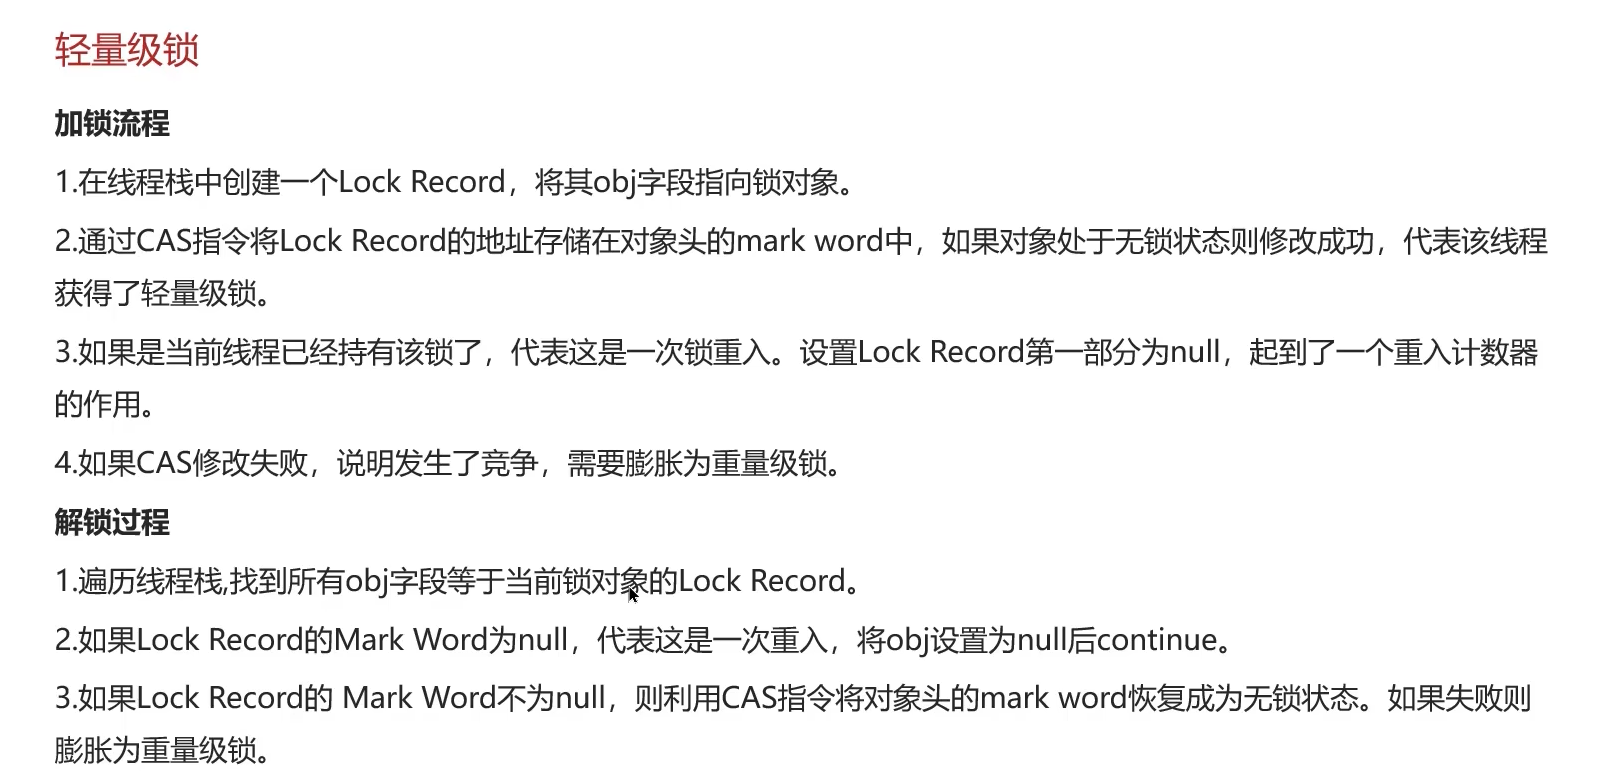 轻量级锁
加锁流程
1.在线程栈中创建一个Lock Record，将其obj字段指向锁对象。
2.通过CAS指令将Lock Record的地址存储在对象头的mark word中，如果对象处于无锁状态则修改成功，代表该线程
获得了轻量级锁。
3.如果是当前线程已经持有该锁了，代表这是一次锁重入。设置Lock Record第一部分为null，起到了一个重入计数器
的作用。
4.如果CAS修改失败，说明发生了竞争，需要膨胀为重量级锁。
解锁过程
1.遍历线程栈,找到所有obj字段等于当前锁对象的Lock Record。
2.如果Lock Record的Mark Word为null，代表这是一次重入，将obj设置为null后continue。
3.如果Lock Record的 Mark Word不为null，则利用CAS指令将对象头的mark word恢复成为无锁状态。如果失败则
膨胀为重量级锁。